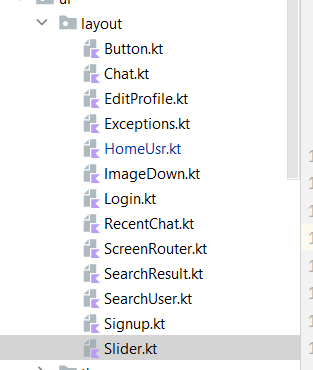 layout
Button.kt
Chat.kt
EditProfile.kt
Exceptions.kt
HomeUsr.kt
ImageDown.kt
Login.kt
RecentChat.kt
ScreenRouter.kt
SearchResult.kt
SearchUser.kt
Signup.kt
Slider.kt